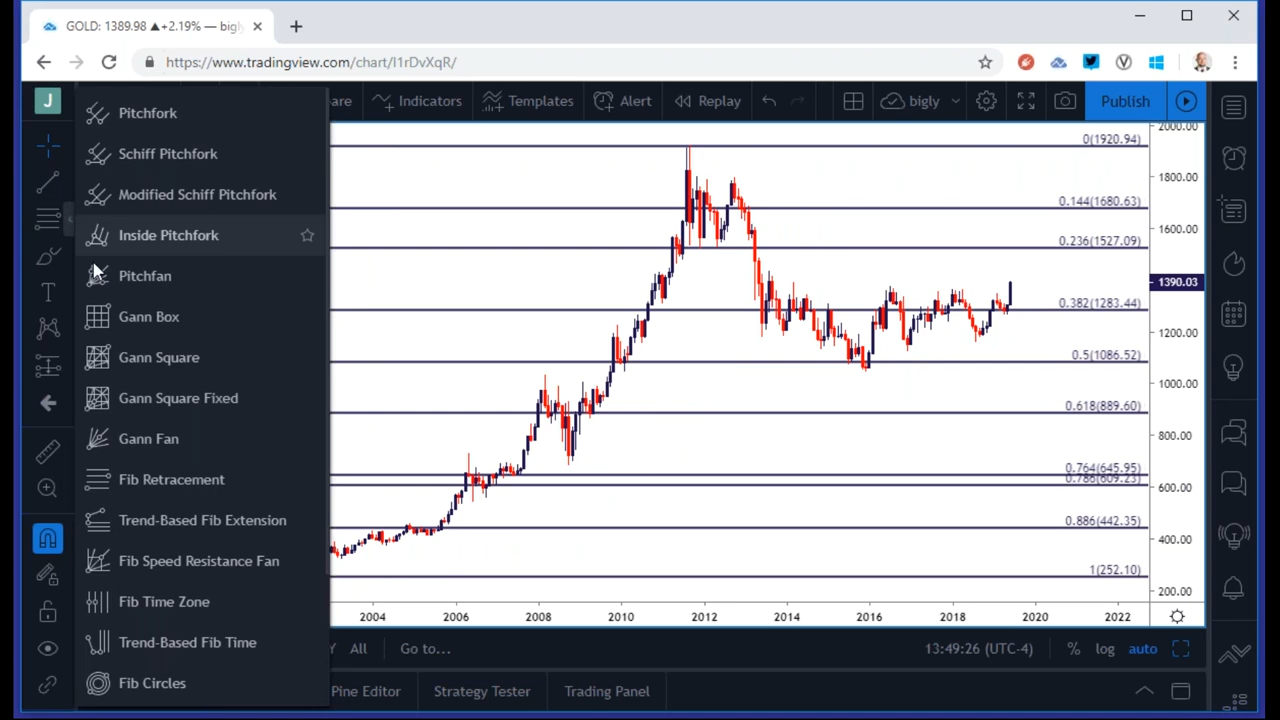 GOLD: 1389.98 ▲+2.19% — bigly
https://www.tradingview.com/chart/I1rDvXqR/
J
are
Indicators
Templates
Alert
Replay
bigly
Publish
Pitchfork
Schiff Pitchfork
Modified Schiff Pitchfork
Inside Pitchfork
Pitchfan
Gann Box
Gann Square
Gann Square Fixed
Gann Fan
Fib Retracement
Trend-Based Fib Extension
Fib Speed Resistance Fan
Fib Time Zone
Trend-Based Fib Time
Fib Circles
0(1920.94)
0.144(1680.63)
0.236(1527.09)
0.382(1283.44)
0.5(1086.52)
0.618(889.60)
0.764(645.95)
0.786(609.23)
0.886(442.35)
1(252.10)
2000.00
1800.00
1600.00
1390.03
1200.00
1000.00
800.00
600.00
400.00
200.00
2004 2006 2008 2010 2012 2014 2016 2018 2020 2022
Y All Go to... 13:49:26 (UTC-4) % log auto
Pine Editor Strategy Tester Trading Panel